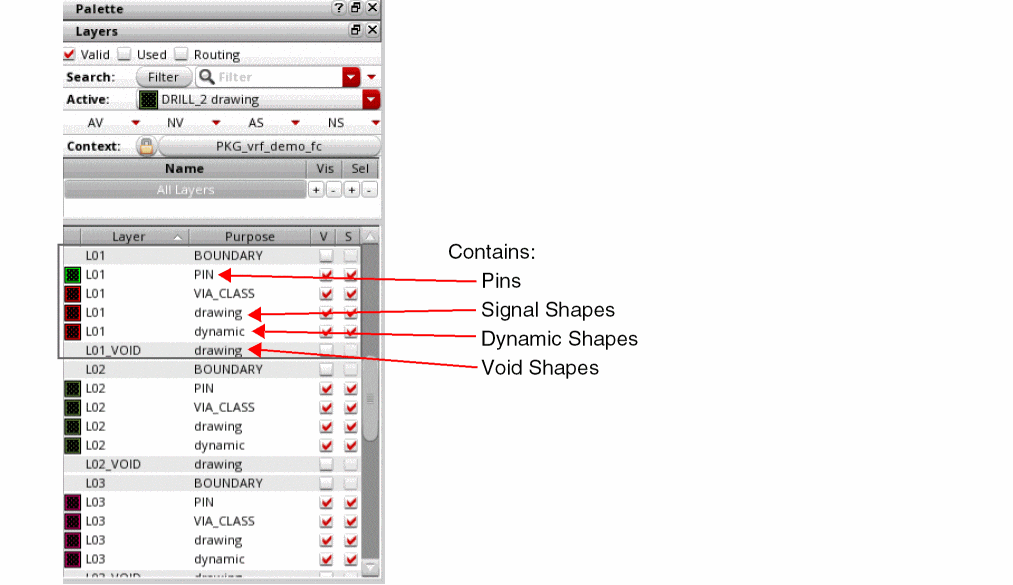 Palette
Layers
Valid Used Routing
Search: Filter Filter
Active: DRILL_2 drawing
AV NV AS NS
Context: PKG_vrf_demo_fc
Name Vis Sel
All Layers + - + -
Layer Purpose V S
L01 BOUNDARY
L01 PIN
L01 VIA_CLASS
L01 drawing
L01 dynamic
L01_VOID drawing
L02 BOUNDARY
L02 PIN
L02 VIA_CLASS
L02 drawing
L02 dynamic
L02_VOID drawing
L03 BOUNDARY
L03 PIN
L03 VIA_CLASS
L03 drawing
L03 dynamic
L03_VOID drawing
Contains:
Pins
Signal Shapes
Dynamic Shapes
Void Shapes